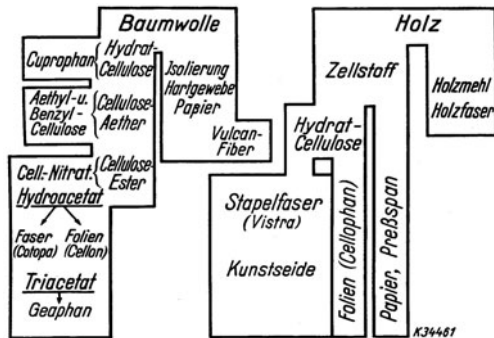 Baumwolle
Cuprophan
Hydrat-
Cellulose
Aethyl-u.
Benzyl-
Cellulose
Cellulose-
Aether
Cell.-Nitrat.
Cellulose-
Ester
Hydroacetat
Faser
(Cotopa)
Folien
(Cellon)
Triacetat
Geaphan
Isolierung
Hartgewebe
Papier
Vulcan-
Fiber
Holz
Zellstoff
Holzmehl
Holzfaser
Hydrat-
Cellulose
Stapelfaser
(Vistra)
Kunstseide
Folien (Cellophan)
Papier, Preßspan
K34461